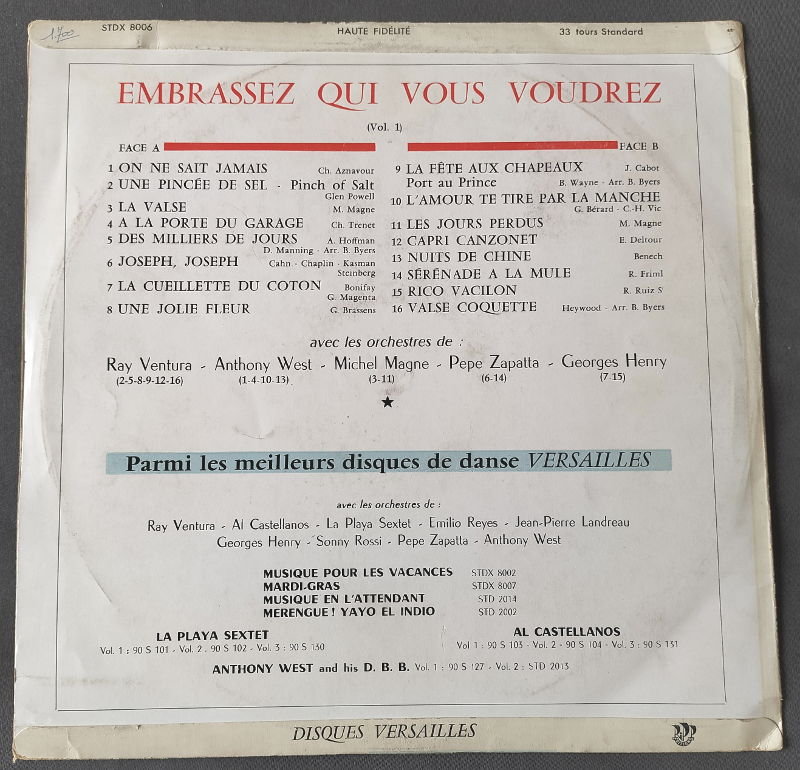 1.700
STDX 8006 HAUTE FIDÉLITÉ 33 tours Standard
EMBRASSEZ QUI VOUS VOUDREZ
(Vol. 1)
FACE A
1 ON NE SAIT JAMAIS Ch. Aznavour
2 UNE PINCÉE DE SEL - Pinch of Salt
Glen Powell
3 LA VALSE M. Magne
4 A LA PORTE DU GARAGE Ch. Trenet
5 DES MILLIERS DE JOURS A. Hoffman
D. Manning - Arr. B. Byers
6 JOSEPH, JOSEPH Cahn - Chaplin - Kasman
Steinberg
7 LA CUEILLETTE DU COTON Bonifay
G. Magenta
8 UNE JOLIE FLEUR G. Brassens
FACE B
9 LA FÊTE AUX CHAPEAUX J. Cabot
Port au Prince B. Wayne - Arr. B. Byers
10 L'AMOUR TE TIRE PAR LA MANCHE
G. Bérard - C.-H. Vic
11 LES JOURS PERDUS M. Magne
12 CAPRI CANZONET E. Deltour
13 NUITS DE CHINE Benech
14 SÉRÉNADE A LA MULE R. Friml
15 RICO VACILON R. Ruiz S
16 VALSE COQUETTE Heywood - Arr. B. Byers
avec les orchestres de :
Ray Ventura - Anthony West - Michel Magne - Pepe Zapatta - Georges Henry
(2-5-8-9-12-16) (1-4-10-13) (3-11) (6-14) (7-15)
Parmi les meilleurs disques de danse VERSAILLES
avec les orchestres de :
Ray Ventura - Al Castellanos - La Playa Sextet - Emilio Reyes - Jean-Pierre Landreau
Georges Henry - Sonny Rossi - Pepe Zapatta - Anthony West
MUSIQUE POUR LES VACANCES STDX 8002
MARDI-GRAS STDX 8007
MUSIQUE EN L'ATTENDANT STD 2014
MERENGUE! YAYO EL INDIO STD 2002
LA PLAYA SEXTET
Vol. 1 : 90 S 101 - Vol. 2 . 90 S 102 - Vol. 3 : 90 S 130
AL CASTELLANOS
Vol 1 : 90 S 103 - Vol. 2 - 90 S 104 - Vol. 3 : 90 S 131
ANTHONY WEST and his D. B. B. Vol. 1 : 90 S 127 - Vol. 2 : STD 2013
DISQUES VERSAILLES